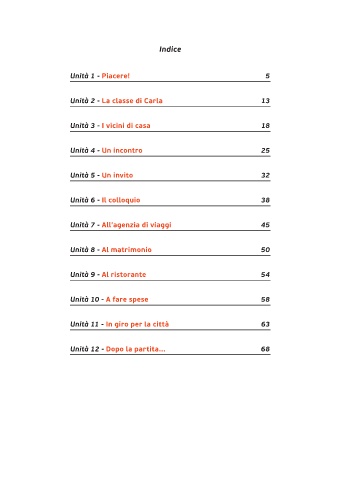 Indice
Unità 1 - Piacere! 5
Unità 2 - La classe di Carla 13
Unità 3 - I vicini di casa 18
Unità 4 - Un incontro 25
Unità 5 - Un invito 32
Unità 6 - Il colloquio 38
Unità 7 - All'agenzia di viaggi 45
Unità 8 - Al matrimonio 50
Unità 9 - Al ristorante 54
Unità 10 - A fare spese 58
Unità 11 - In giro per la città 63
Unità 12 - Dopo la partita... 68